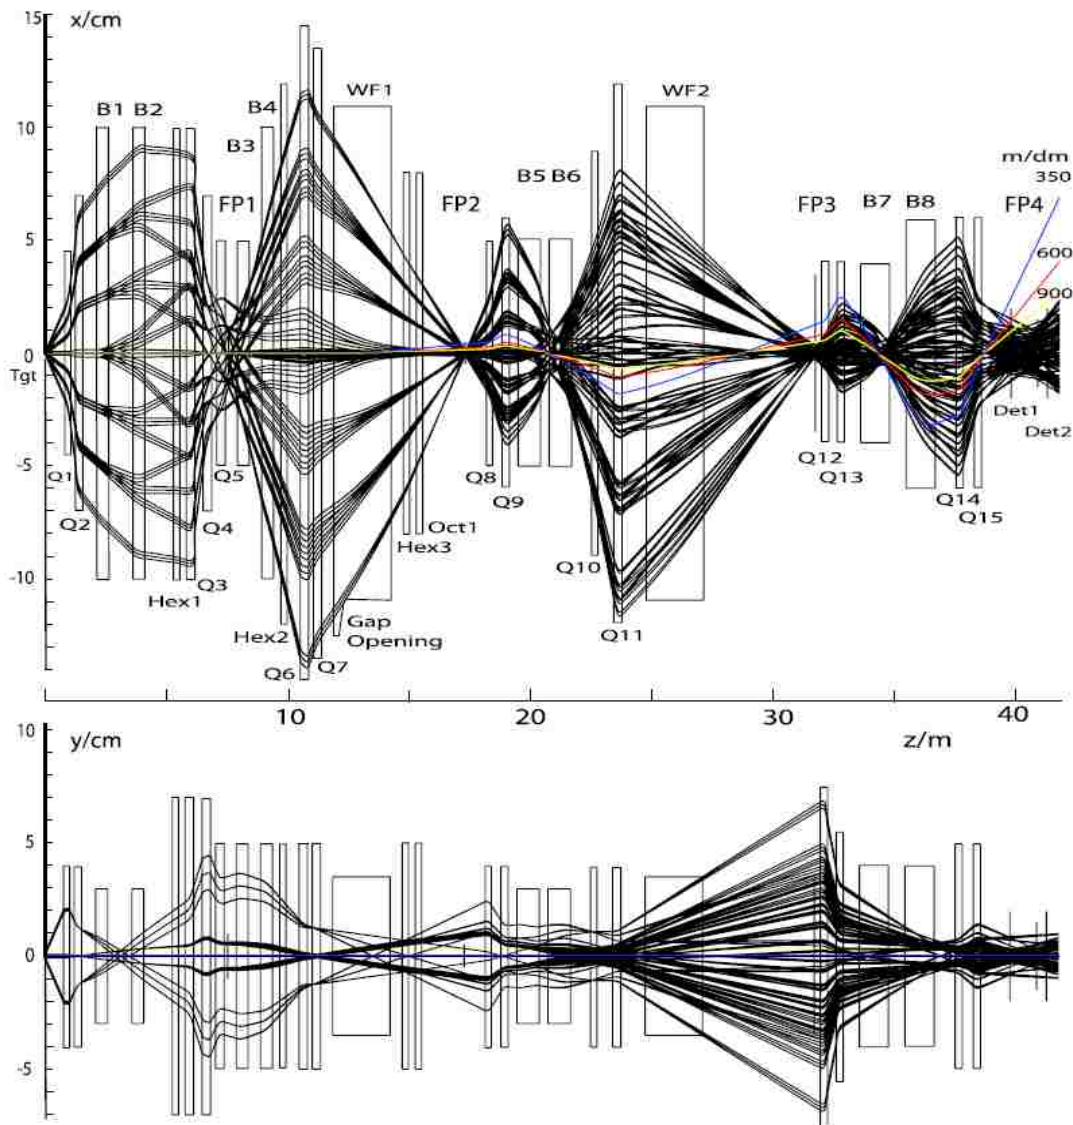 15 x/cm
WF1 WF2
B1 B2 B4
10
B3
m/dm
350
B5 B6
FP1 FP2 FP3 B7 B8 FP4
5
600
900
0
Tgt
Det1
Det2
Q1 Q5 Q8 Q12
-5
Q2 Q4 Q9 Q13 Q14
Oct1 Q15
Hex3
Q10
-10 Q3
Hex1
Gap
Hex2 Opening
Q11
Q6 Q7
10 20 30 40
10 y/cm z/m
5
0
-5